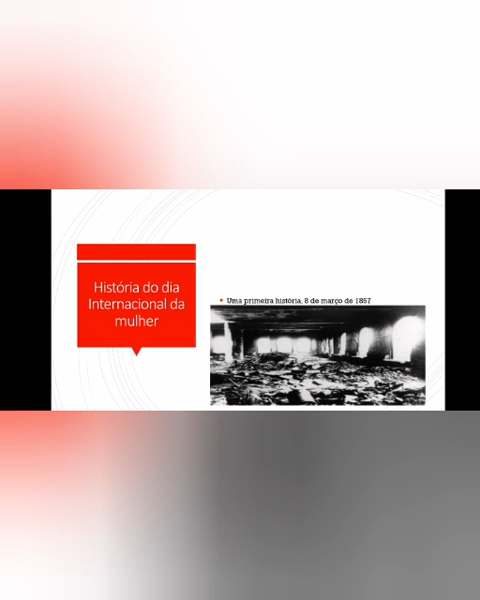 História do dia
Internacional da
mulher
Uma primeira história, 8 de março de 1857